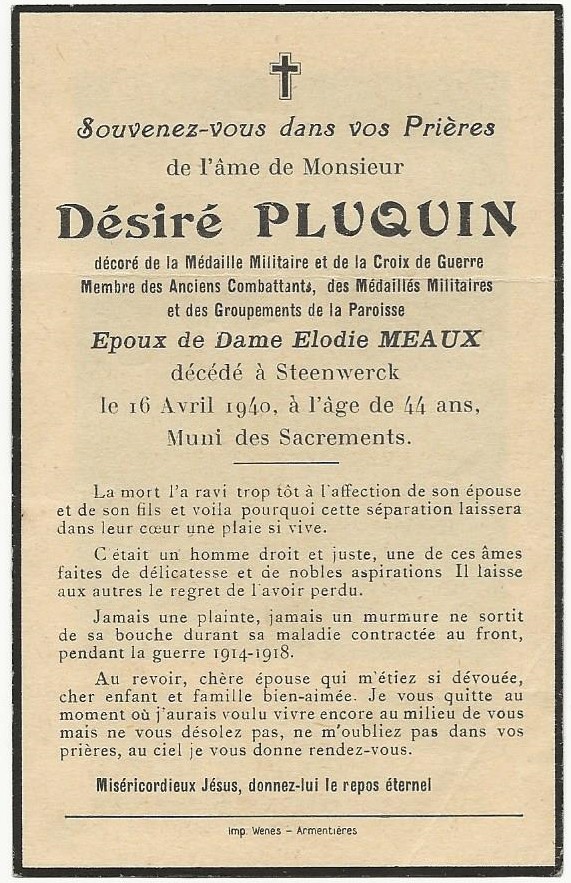 Souvenez-vous dans vos Prières
de l'âme de Monsieur
Désiré PLUQUIN
décoré de la Médaille Militaire et de la Croix de Guerre
Membre des Anciens Combattants, des Médaillés Militaires
et des Groupements de la Paroisse
Epoux de Dame Elodie MEAUX
décédé à Steenwerck
le 16 Avril 1940, à l'âge de 44 ans,
Muni des Sacrements.
La mort l'a ravi trop tôt à l'affection de son épouse
et de son fils et voila pourquoi cette séparation laissera
dans leur cœur une plaie si vive.
C'était un homme droit et juste, une de ces âmes
faites de délicatesse et de nobles aspirations Il laisse
aux autres le regret de l'avoir perdu.
Jamais une plainte, jamais un murmure ne sortit
de sa bouche durant sa maladie contractée au front,
pendant la guerre 1914-1918.
Au revoir, chère épouse qui m'étiez si dévouée,
cher enfant et famille bien-aimée. Je vous quitte au
moment où j'aurais voulu vivre encore au milieu de vous
mais ne vous désolez pas, ne m'oubliez pas dans vos
prières, au ciel je vous donne rendez-vous.
Miséricordieux Jésus, donnez-lui le repos éternel
Imp. Wenes - Armentières